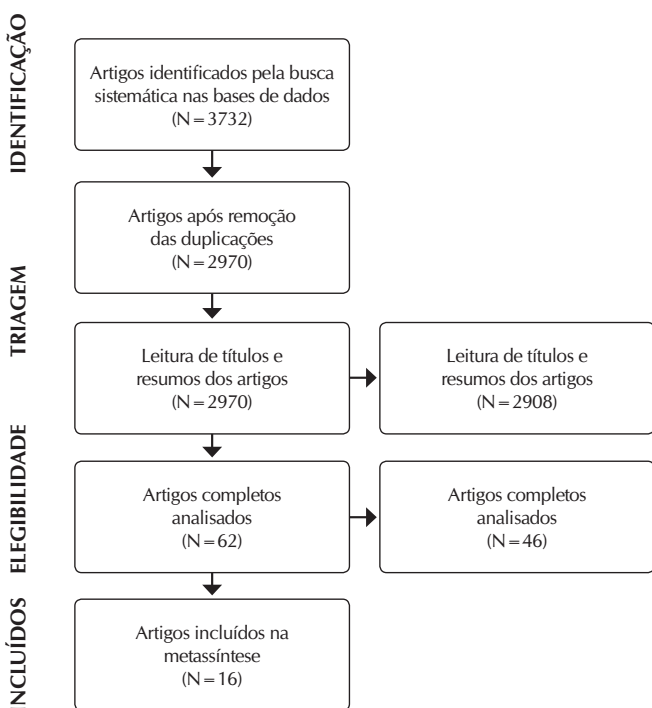 IDENTIFICAÇÃO
Artigos identificados pela busca
sistemática nas bases de dados
(N = 3732)
Artigos após remoção
das duplicações
(N = 2970)
TRIAGEM
Leitura de títulos e
resumos dos artigos
(N = 2970)
Leitura de títulos e
resumos dos artigos
(N = 2908)
ELEGIBILIDADE
Artigos completos
analisados
(N = 62)
Artigos completos
analisados
(N = 46)
INCLUÍDOS
Artigos incluídos na
metassíntese
(N = 16)